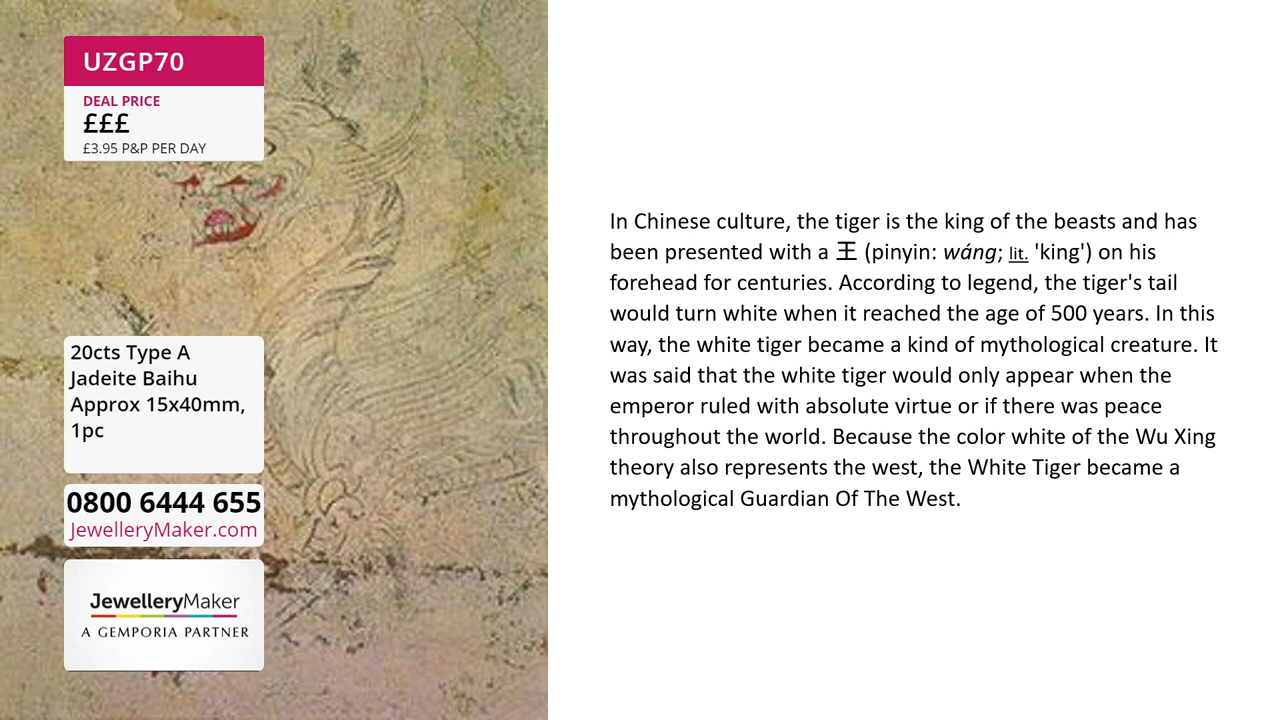 UZGP70
DEAL PRICE
£££
£3.95 P&P PER DAY
20cts Type A
Jadeite Baihu
Approx 15x40mm,
1pc
0800 6444 655
JewelleryMaker.com
JewelleryMaker
A GEMPORIA PARTNER
In Chinese culture, the tiger is the king of the beasts and has
been presented with a 王 (pinyin: wáng; lit. 'king') on his
forehead for centuries. According to legend, the tiger's tail
would turn white when it reached the age of 500 years. In this
way, the white tiger became a kind of mythological creature. It
was said that the white tiger would only appear when the
emperor ruled with absolute virtue or if there was peace
throughout the world. Because the color white of the Wu Xing
theory also represents the west, the White Tiger became a
mythological Guardian Of The West.